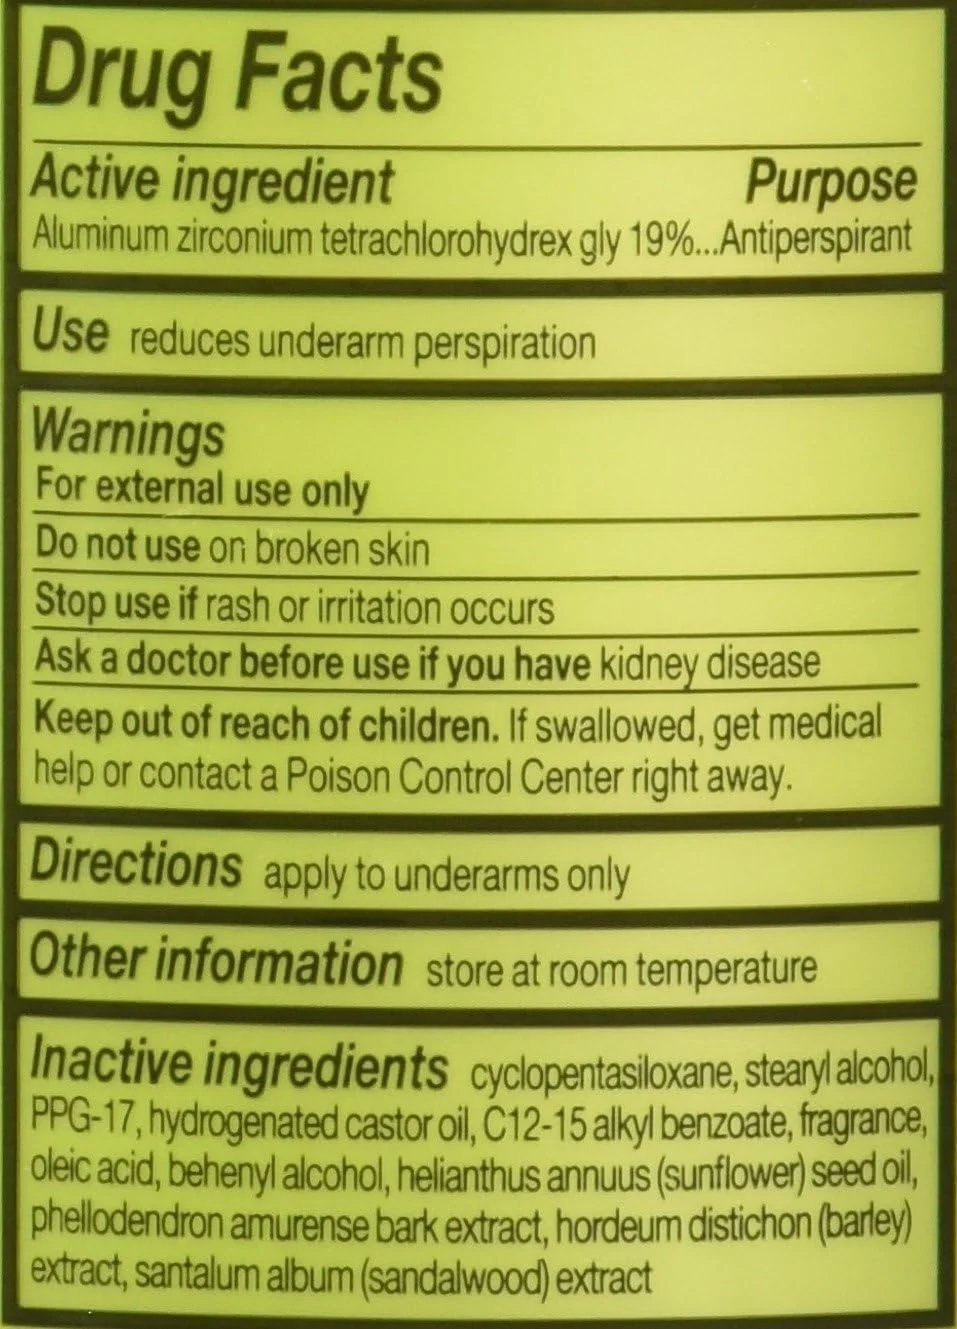 Drug Facts
Active ingredient Purpose
Aluminum zirconium tetrachlorohydrex gly 19%...Antiperspirant
Use reduces underarm perspiration
Warnings
For external use only
Do not use on broken skin
Stop use if rash or irritation occurs
Ask a doctor before use if you have kidney disease
Keep out of reach of children. If swallowed, get medical
help or contact a Poison Control Center right away.
Directions apply to underarms only
Other information store at room temperature
Inactive ingredients cyclopentasiloxane, stearyl alcohol,
PPG-17, hydrogenated castor oil, C12-15 alkyl benzoate, fragrance,
oleic acid, behenyl alcohol, helianthus annuus (sunflower) seed oil,
phellodendron amurense bark extract, hordeum distichon (barley)
extract, santalum album (sandalwood) extract